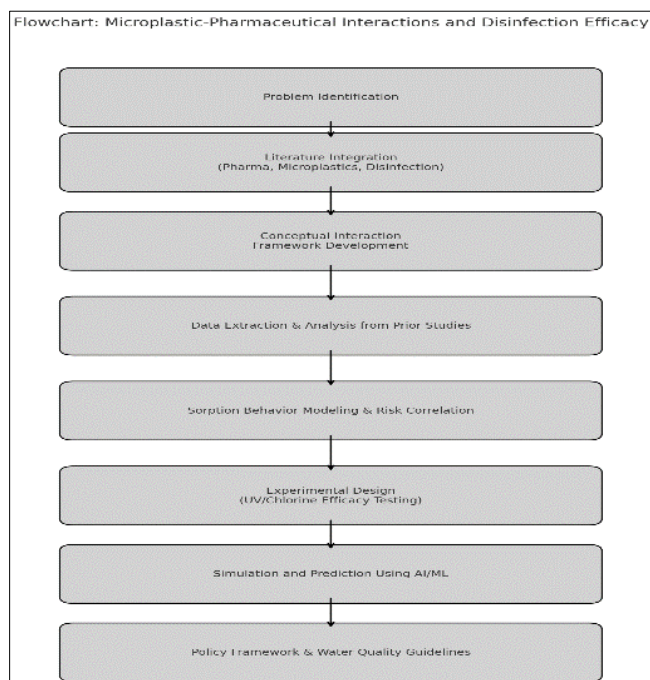 Flowchart: Microplastic-Pharmaceutical Interactions and Disinfection Efficacy
Problem Identification
Literature Integration
(Pharma, Microplastics, Disinfection)
Conceptual Interaction
Framework Development
Data Extraction & Analysis from Prior Studies
Sorption Behavior Modeling & Risk Correlation
Experimental Design
(UV/Chlorine Efficacy Testing)
Simulation and Prediction Using AI/ML
Policy Framework & Water Quality Guidelines